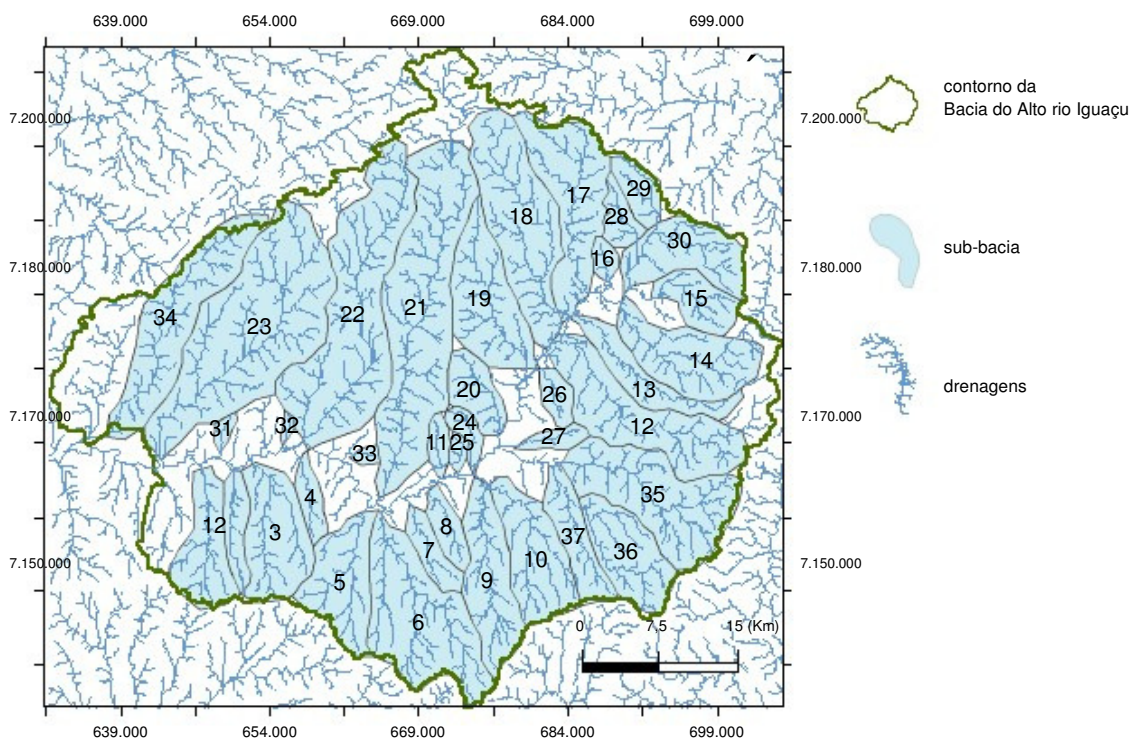 639.000 654.000 669.000 684.000 699.000
7.200.000 7.200.000
contorno da
Bacia do Alto rio Iguaçu
29
17
28
18
30
sub-bacia
16
7.180.000 7.180.000
15
19
21
22
34
23
14
drenagens
20 26 13
7.170.000 7.170.000
24
31 32 27 12
11 25
33
35
4
12 3 8 37
7 36
10
7.150.000 7.150.000
5 9
6
0 7,5 15 (Km)
639.000 654.000 669.000 684.000 699.000